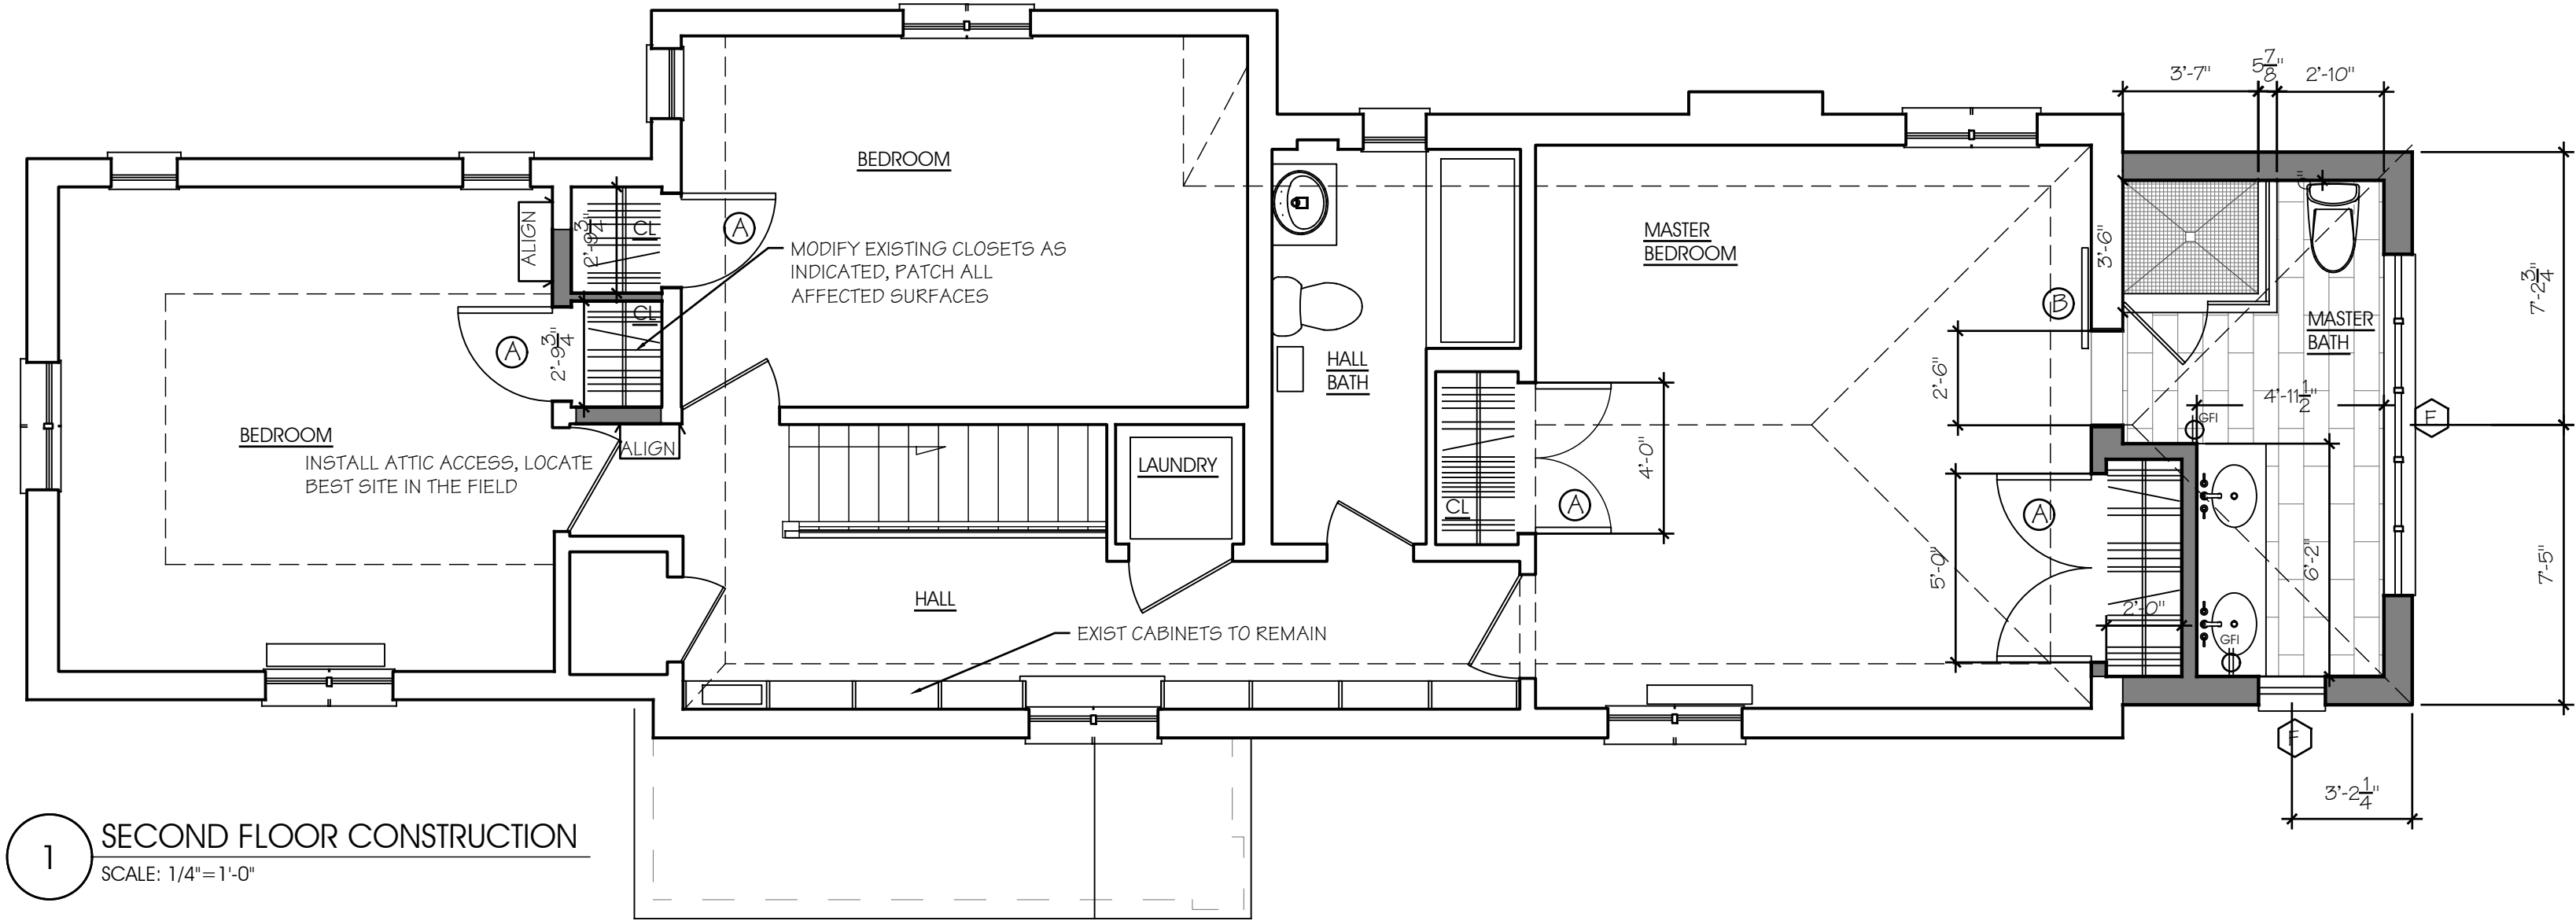 3'-7"
5 7/8"
2'-10"
BEDROOM
ALIGN
2'-9 3/4"
CL
A
MODIFY EXISTING CLOSETS AS
INDICATED, PATCH ALL
AFFECTED SURFACES
CL
2'-9 3/4"
A
BEDROOM
INSTALL ATTIC ACCESS, LOCATE
BEST SITE IN THE FIELD
ALIGN
LAUNDRY
HALL
BATH
CL
A
4'-0"
MASTER
BEDROOM
B
3'-6"
2'-6"
MASTER
BATH
4'-11 1/2"
GFI
F
7'-2 3/4"
A
5'-0"
2'-0"
6'-2"
GFI
7'-5"
HALL
EXIST CABINETS TO REMAIN
F
3'-2 1/4"
1
SECOND FLOOR CONSTRUCTION
SCALE: 1/4"=1'-0"